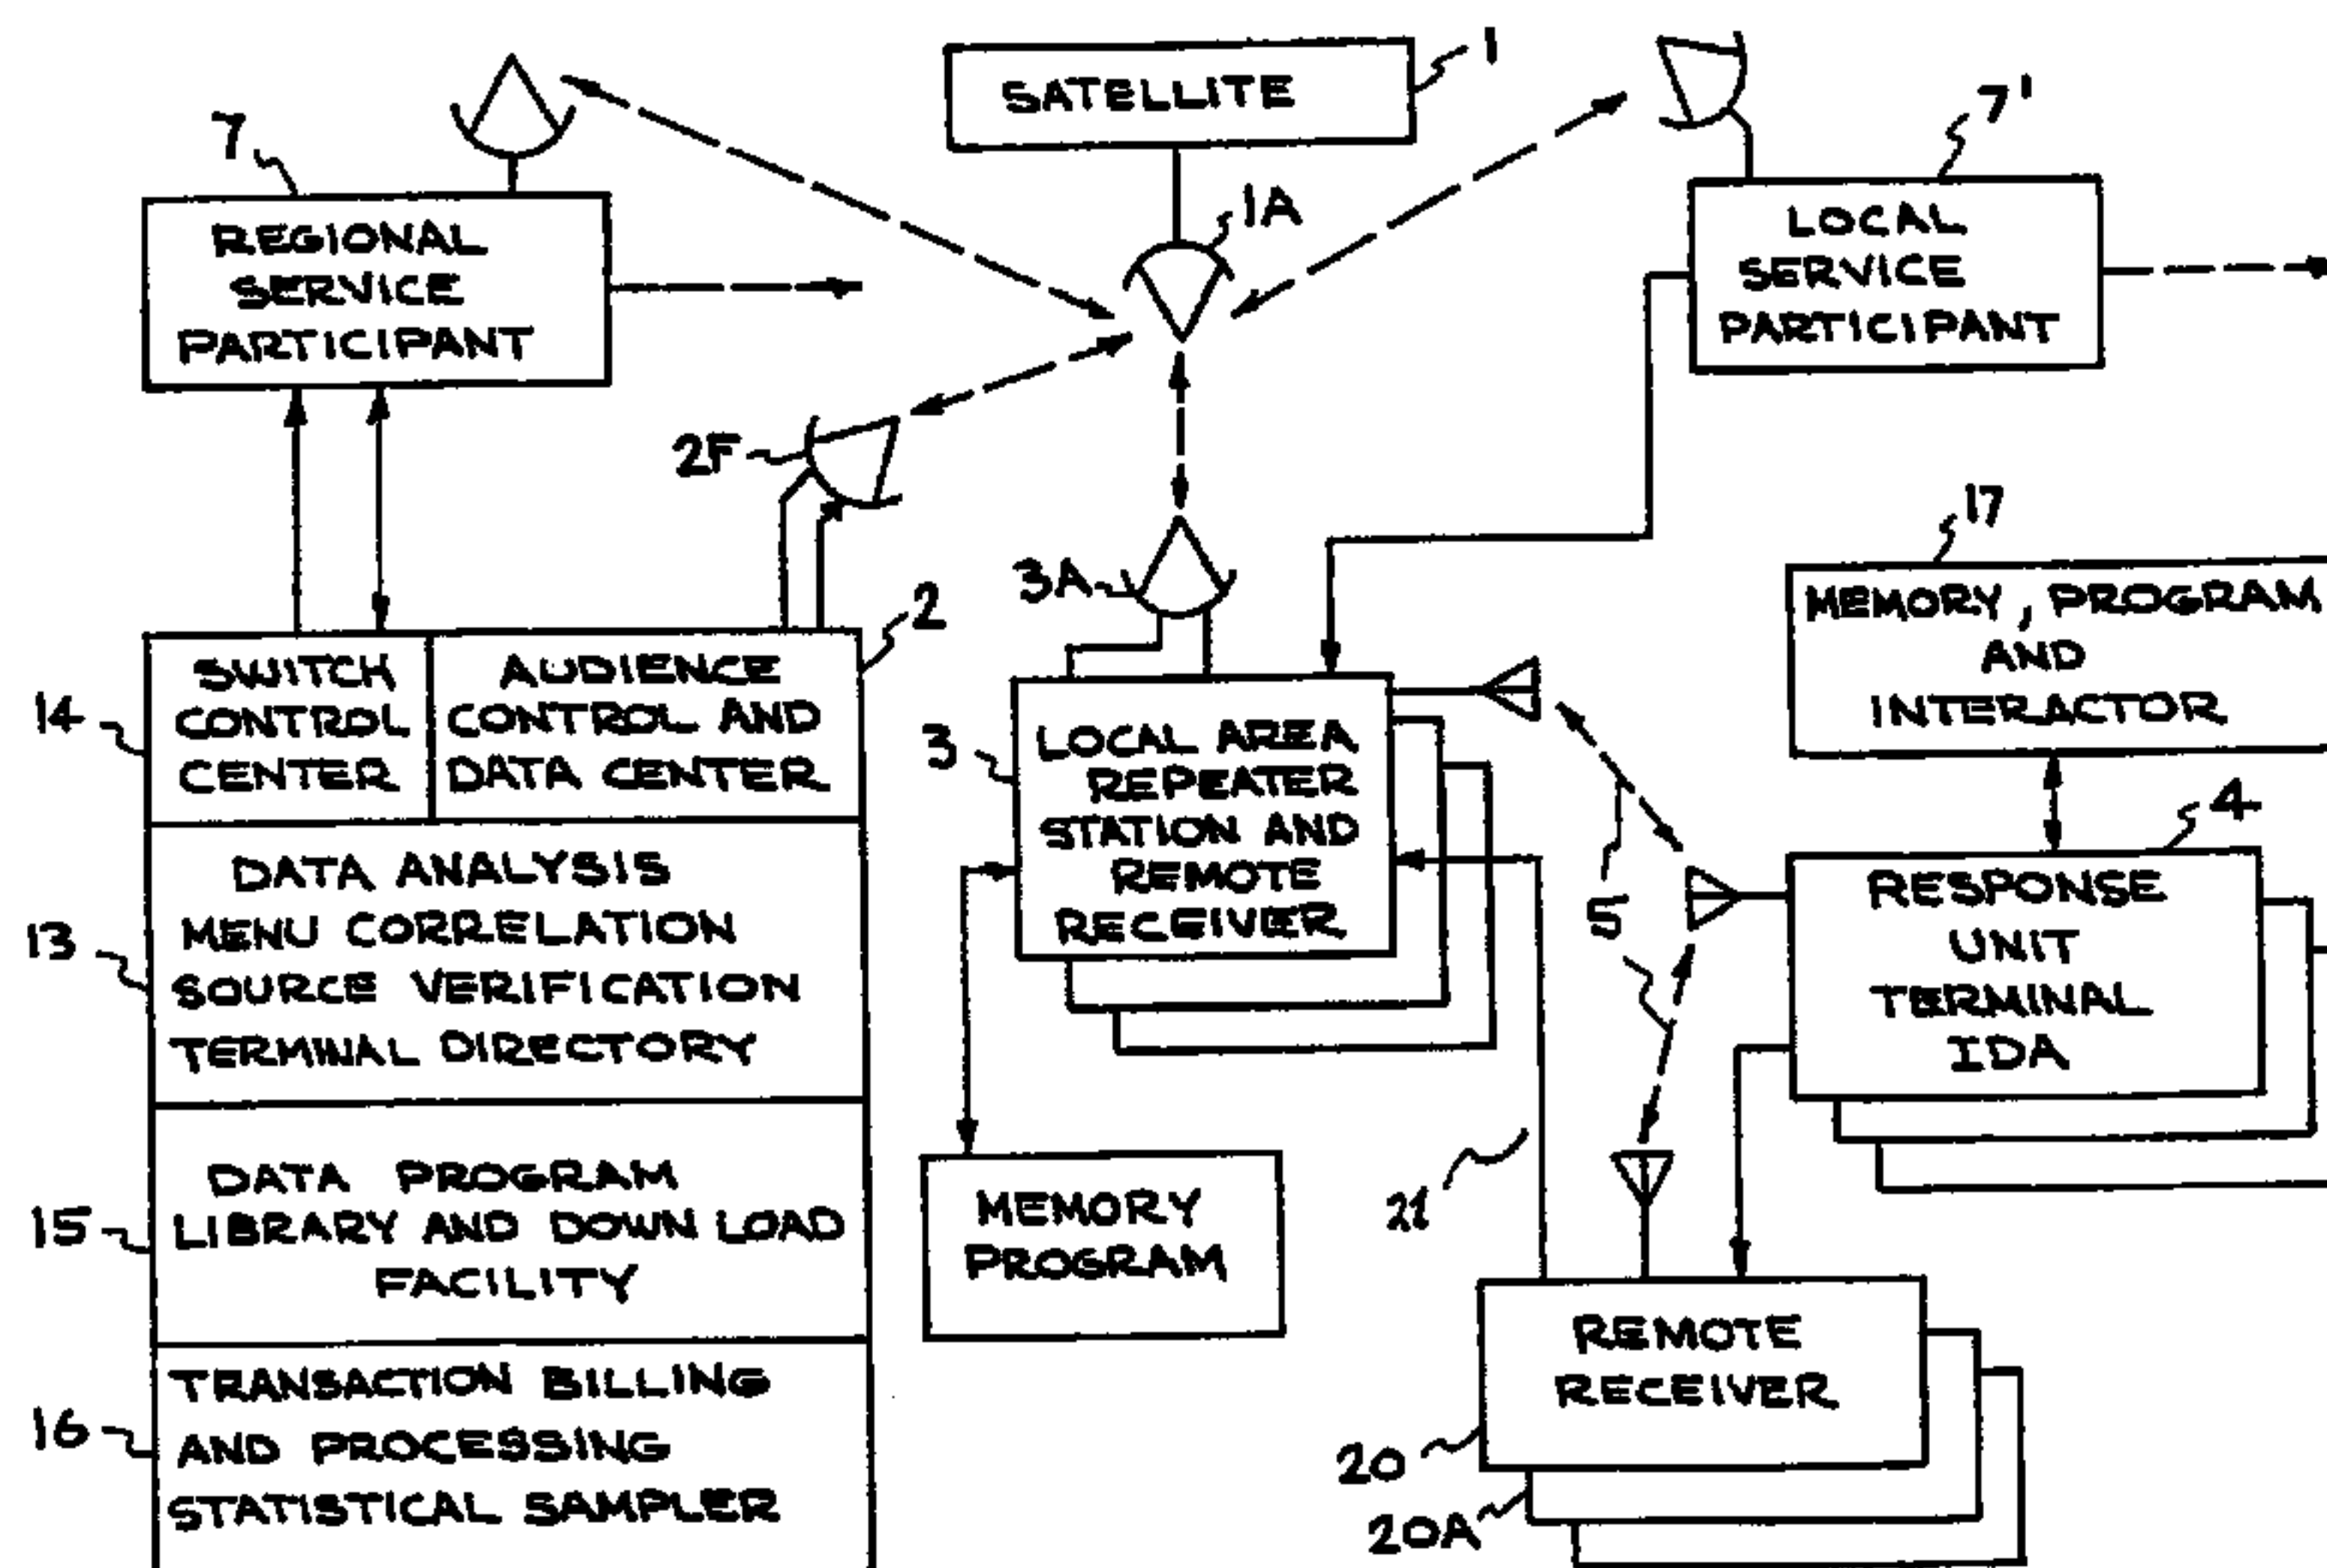 SATELLITE
1
7
7'
1A
REGIONAL
SERVICE
PARTICIPANT
LOCAL
SERVICE
PARTICIPANT
2F
3A
17
MEMORY, PROGRAM
AND
INTERACTOR
2
14
SWITCH
CONTROL
CENTER
AUDIENCE
CONTROL AND
DATA CENTER
3
LOCAL AREA
REPEATER
STATION AND
REMOTE
RECEIVER
4
5
RESPONSE
UNIT
TERMINAL
IDA
13
DATA ANALYSIS
MENU CORRELATION
SOURCE VERIFICATION
TERMINAL DIRECTORY
15
DATA PROGRAM
LIBRARY AND DOWN LOAD
FACILITY
MEMORY
PROGRAM
21
16
TRANSACTION BILLING
AND PROCESSING
STATISTICAL SAMPLER
REMOTE
RECEIVER
20
20A